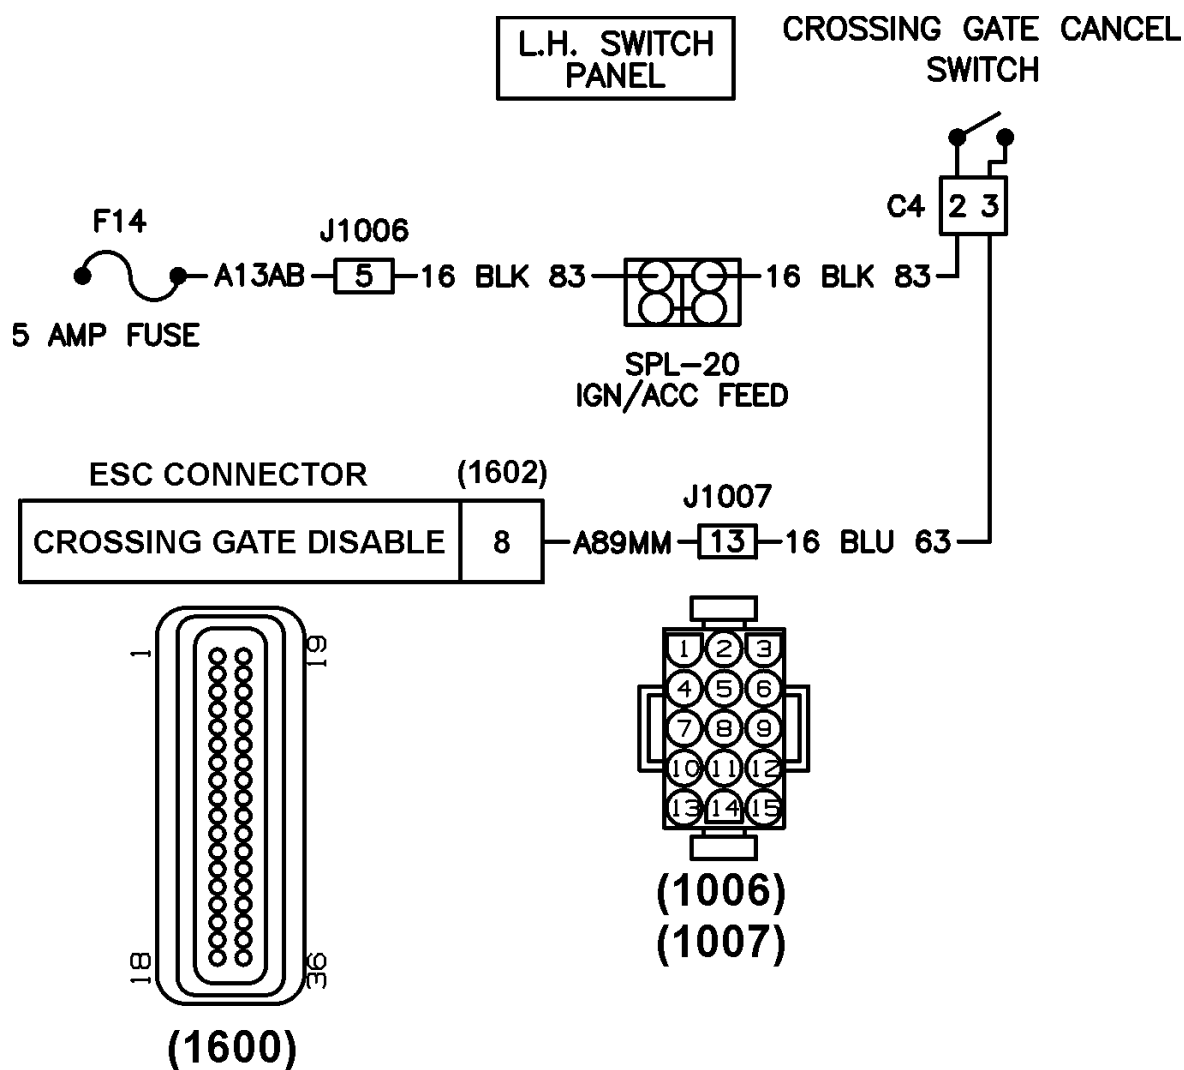 L.H. SWITCH
PANEL
CROSSING GATE CANCEL
SWITCH
C4
2 3
F14
J1006
A13AB
5
16 BLK 83
16 BLK 83
5 AMP FUSE
SPL-20
IGN/ACC FEED
ESC CONNECTOR
(1602)
J1007
CROSSING GATE DISABLE
8
A89MM
13
16 BLU 63
1
19
18
36
(1600)
1 2 3
4 5 6
7 8 9
10 11 12
13 14 15
(1006)
(1007)